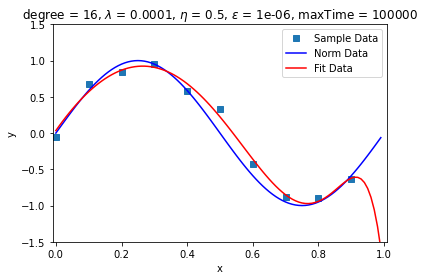 degree = 16, λ = 0.0001, η = 0.5, ε = 1e-06, maxTime = 100000
1.5
1.0
0.5
0.0
-0.5
-1.0
-1.5
y
Sample Data
Norm Data
Fit Data
0.0 0.2 0.4 0.6 0.8 1.0
x